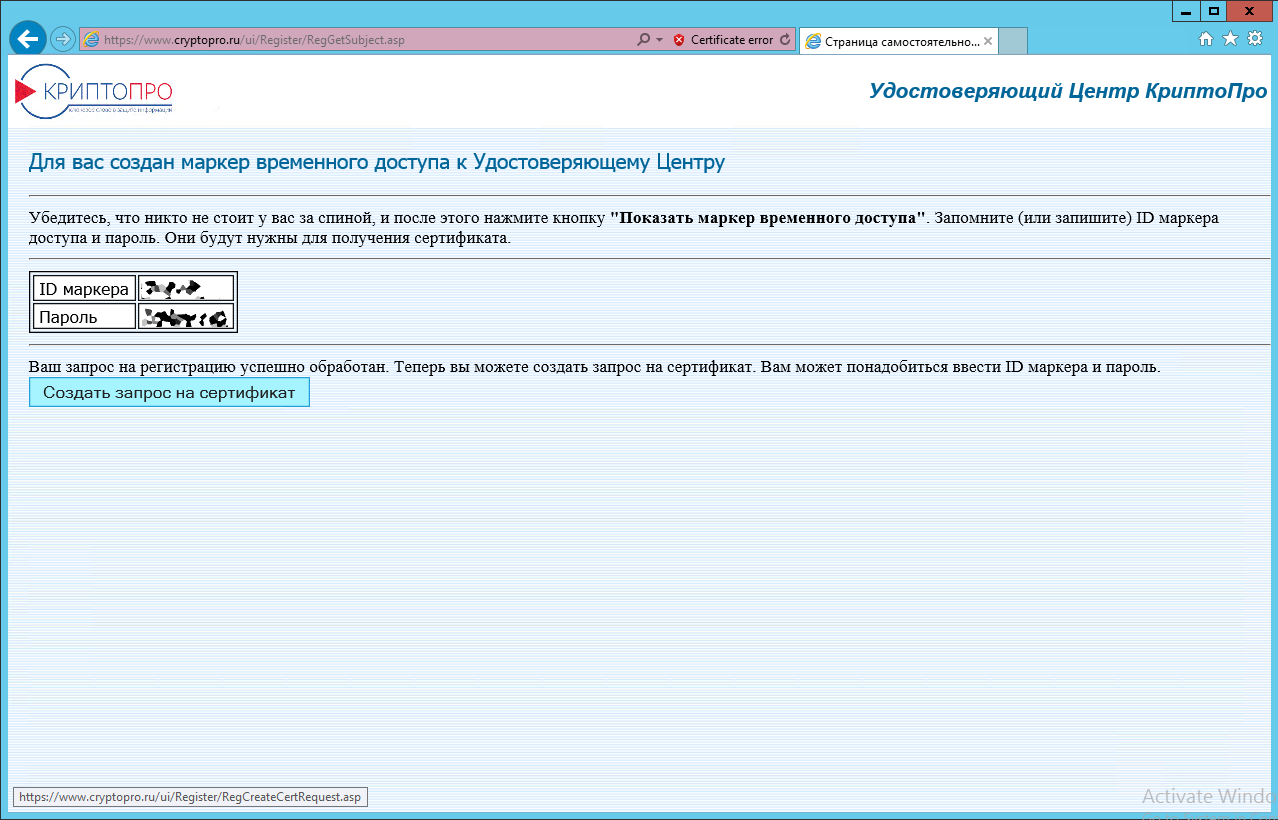 https://www.cryptopro.ru/ui/Register/RegGetSubject.asp
Certificate error
Страница самостоятельно...
КРИПТОПРО
Удостоверяющий Центр КриптоПро
Для вас создан маркер временного доступа к Удостоверяющему Центру
Убедитесь, что никто не стоит у вас за спиной, и после этого нажмите кнопку "Показать маркер временного доступа". Запомните (или запишите) ID маркера
доступа и пароль. Они будут нужны для получения сертификата.
ID маркера
Пароль
Ваш запрос на регистрацию успешно обработан. Теперь вы можете создать запрос на сертификат. Вам может понадобиться ввести ID маркера и пароль.
Создать запрос на сертификат
https://www.cryptopro.ru/ui/Register/RegCreateCertRequest.asp
Activate Windo